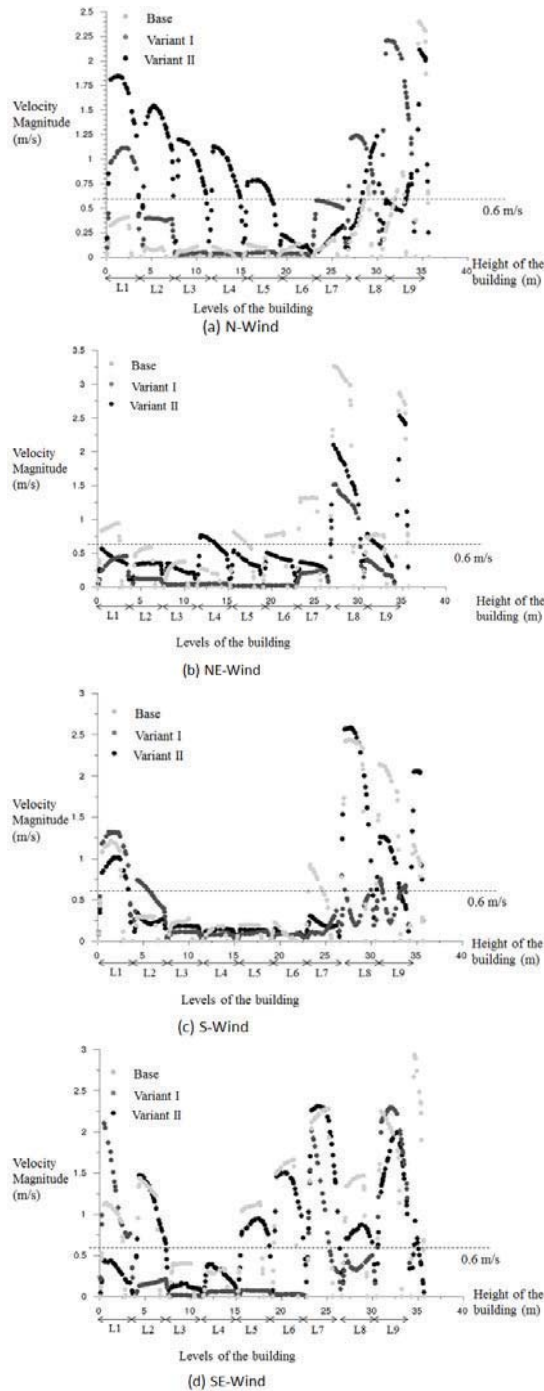 2.5
Base
2.25
Variant I
2
Variant II
1.75
Velocity
Magnitude
(m/s)
1.5
1.25
1
0.75
0.5
0.6 m/s
0.25
0
0 5 10 15 20 25 30 35 40
Height of the
building (m)
L1 L2 L3 L4 L5 L6 L7 L8 L9
Levels of the building
(a) N-Wind
3.5
Base
3
Variant I
Variant II
2.5
Velocity
Magnitude
(m/s)
2
1.5
1
0.6 m/s
0.5
0
0 5 10 15 20 25 30 35 40
Height of the
building (m)
L1 L2 L3 L4 L5 L6 L7 L8 L9
Levels of the building
(b) NE-Wind
3
Base
Variant I
2.5
Variant II
2
Velocity
Magnitude
(m/s)
1.5
1
0.5
0.6 m/s
0
0 5 10 15 20 25 30 35 40
Height of the
building (m)
L1 L2 L3 L4 L5 L6 L7 L8 L9
Levels of the building
(c) S-Wind
3
Base
Variant I
2.5
Variant II
2
Velocity
Magnitude
(m/s)
1.5
1
0.5
0.6 m/s
0
0 5 10 15 20 25 30 35 40
Height of the
building (m)
L1 L2 L3 L4 L5 L6 L7 L8 L9
Levels of the building
(d) SE-Wind